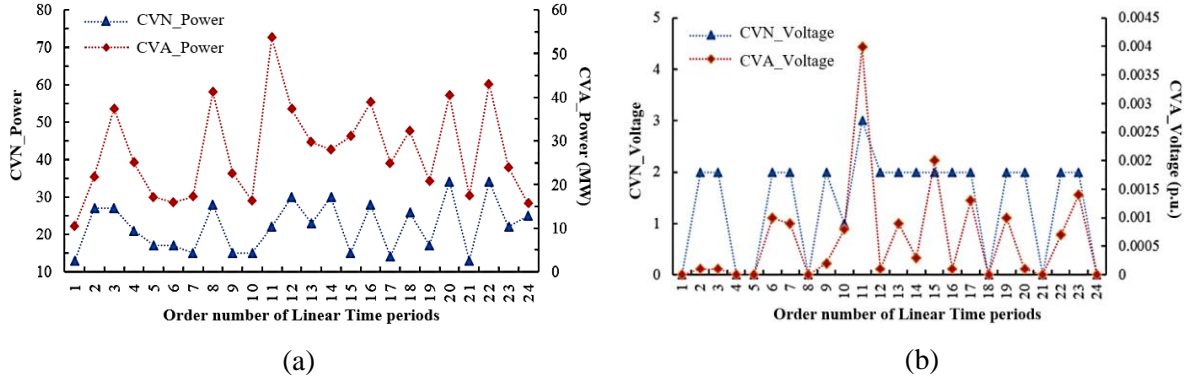 80
70
60
50
40
30
20
10
CVN_Power
CVN_Power
CVA_Power
60
50
40
30
20
10
0
CVA_Power (MW)
1 2 3 4 5 6 7 8 9 10 11 12 13 14 15 16 17 18 19 20 21 22 23 24
Order number of Linear Time periods
(a)
5
4
3
2
1
0
CVN_Voltage
CVN_Voltage
CVA_Voltage
0.0045
0.004
0.0035
0.003
0.0025
0.002
0.0015
0.001
0.0005
0
CVA_Voltage (p.u.)
1 2 3 4 5 6 7 8 9 10 11 12 13 14 15 16 17 18 19 20 21 22 23 24
Order number of Linear Time periods
(b)